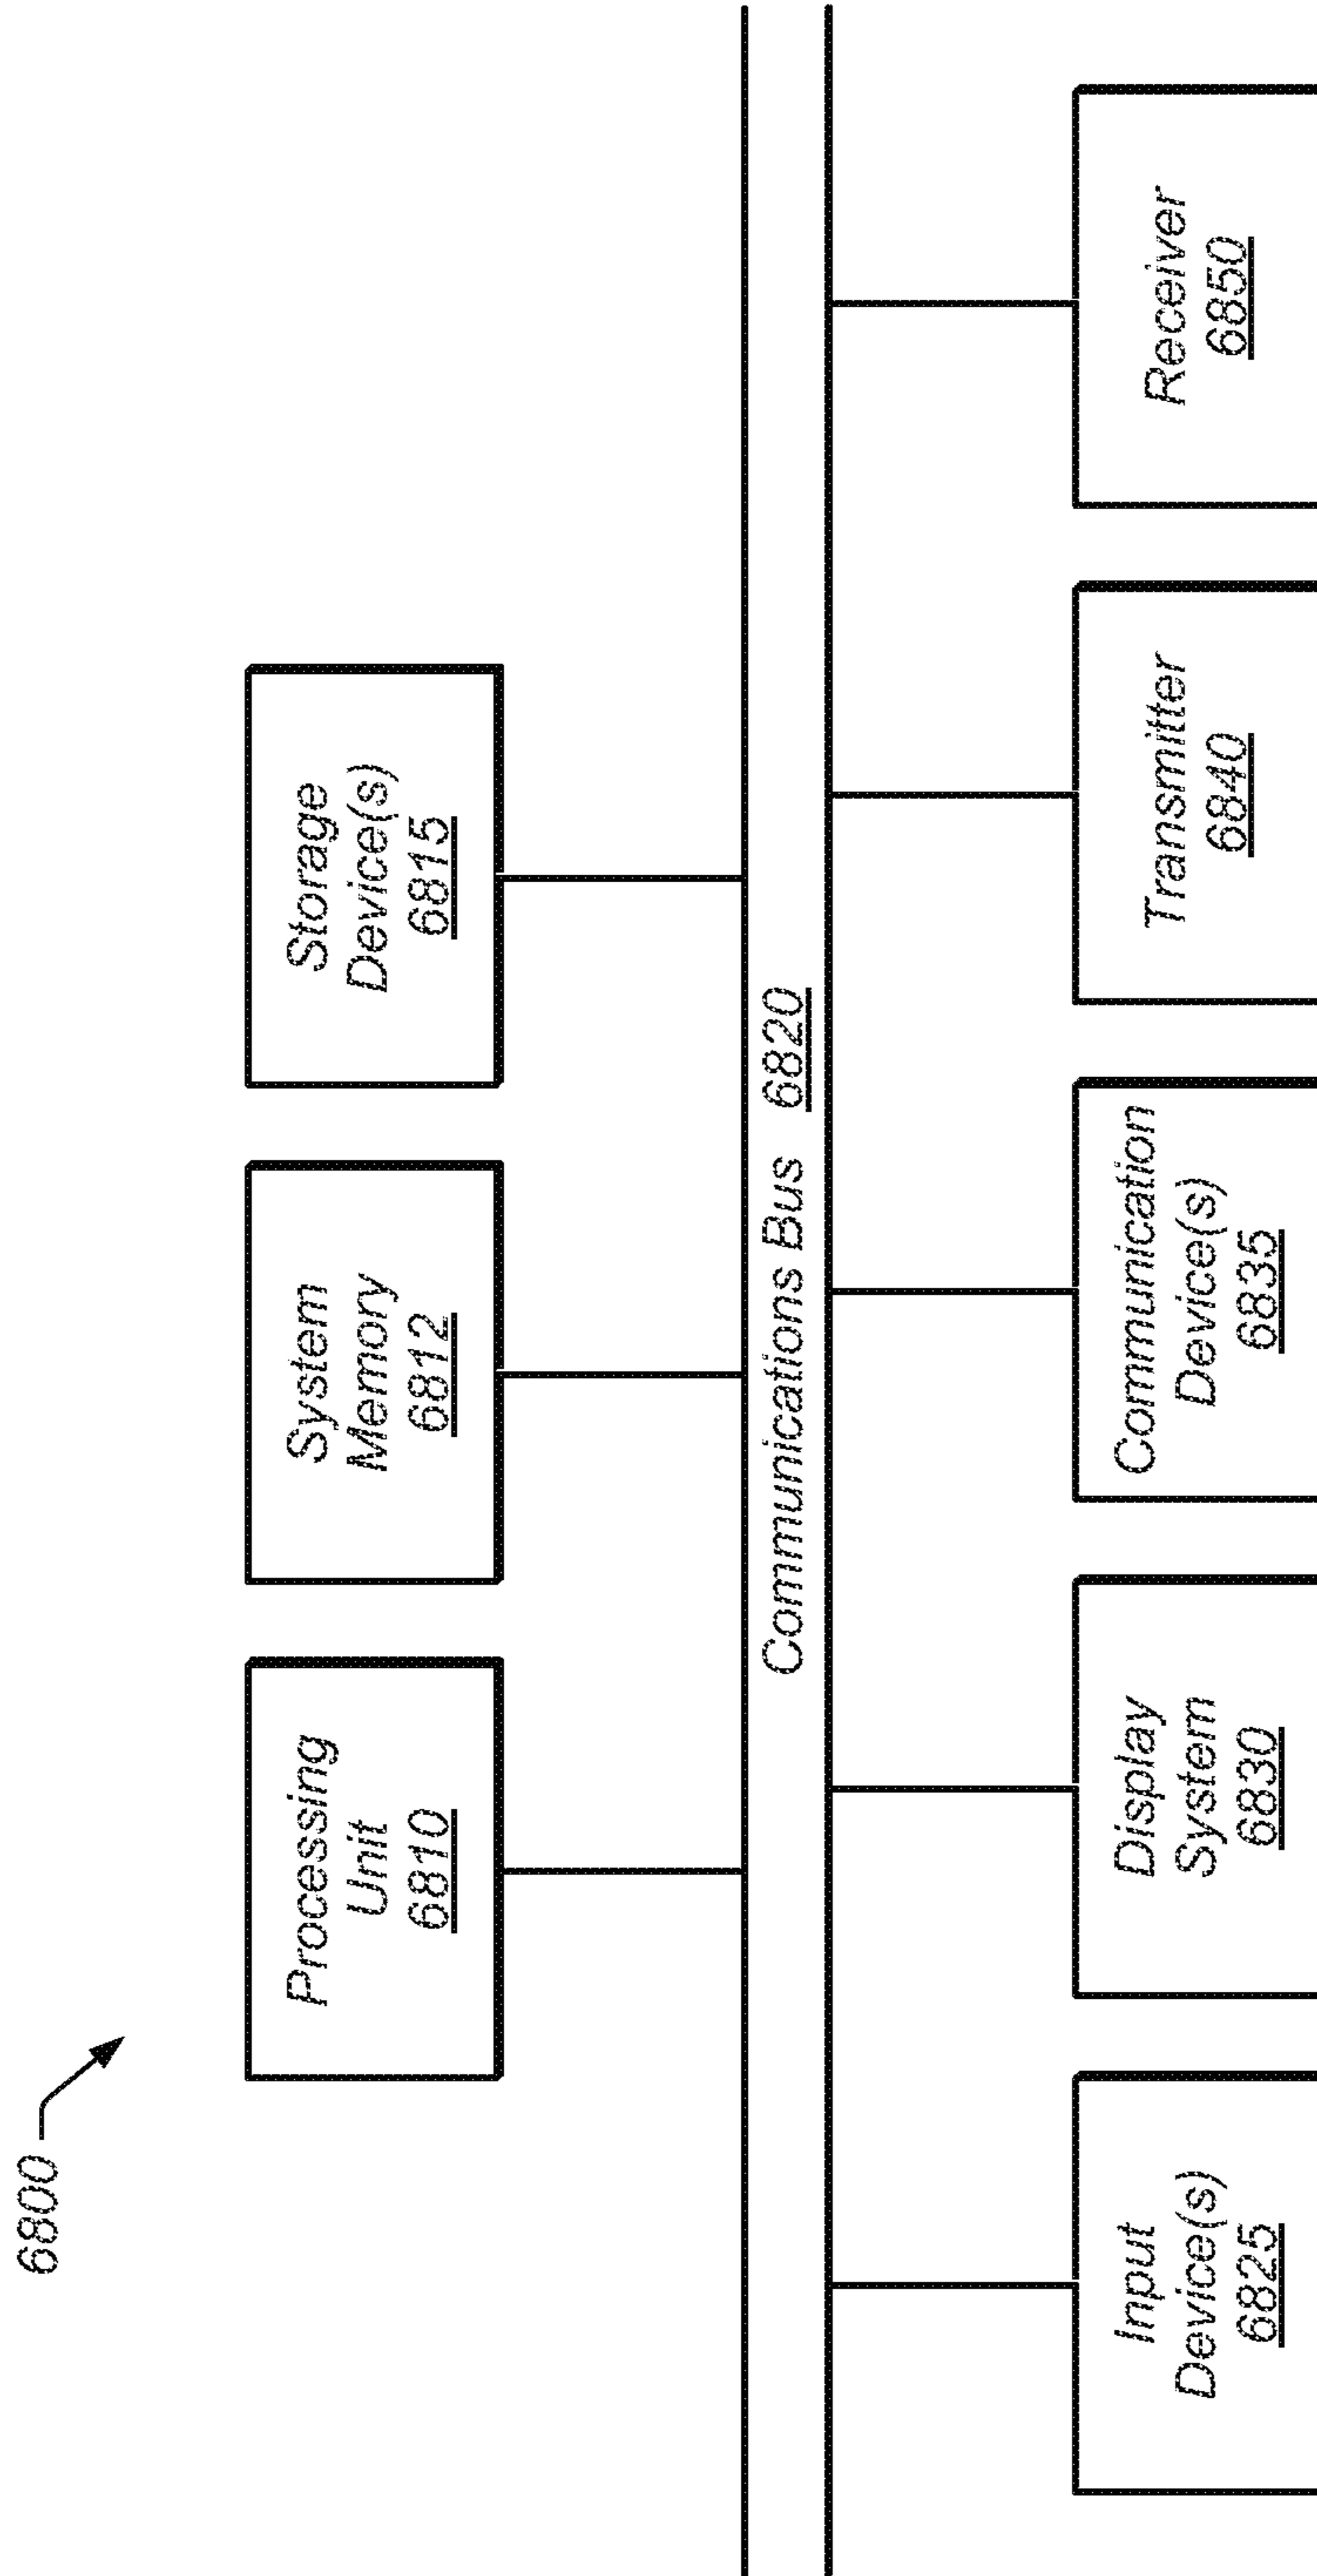 6800
Processing
Unit
6810
System
Memory
6812
Storage
Device(s)
6815
Communications Bus 6820
Input
Device(s)
6825
Display
System
6830
Communication
Device(s)
6835
Transmitter
6840
Receiver
6850